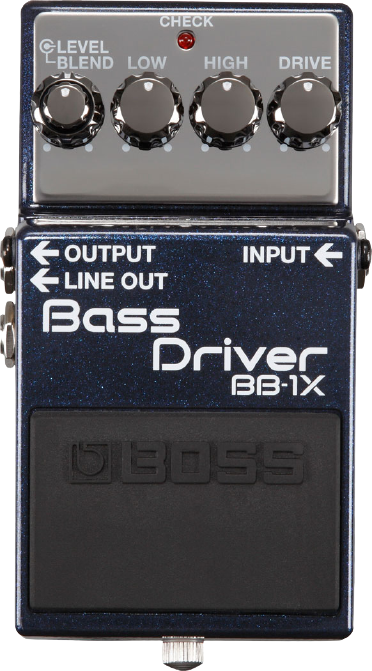 CHECK
LEVEL
BLEND LOW HIGH DRIVE
OUTPUT INPUT
LINE OUT
Bass
Driver
BB-1X
BOSS